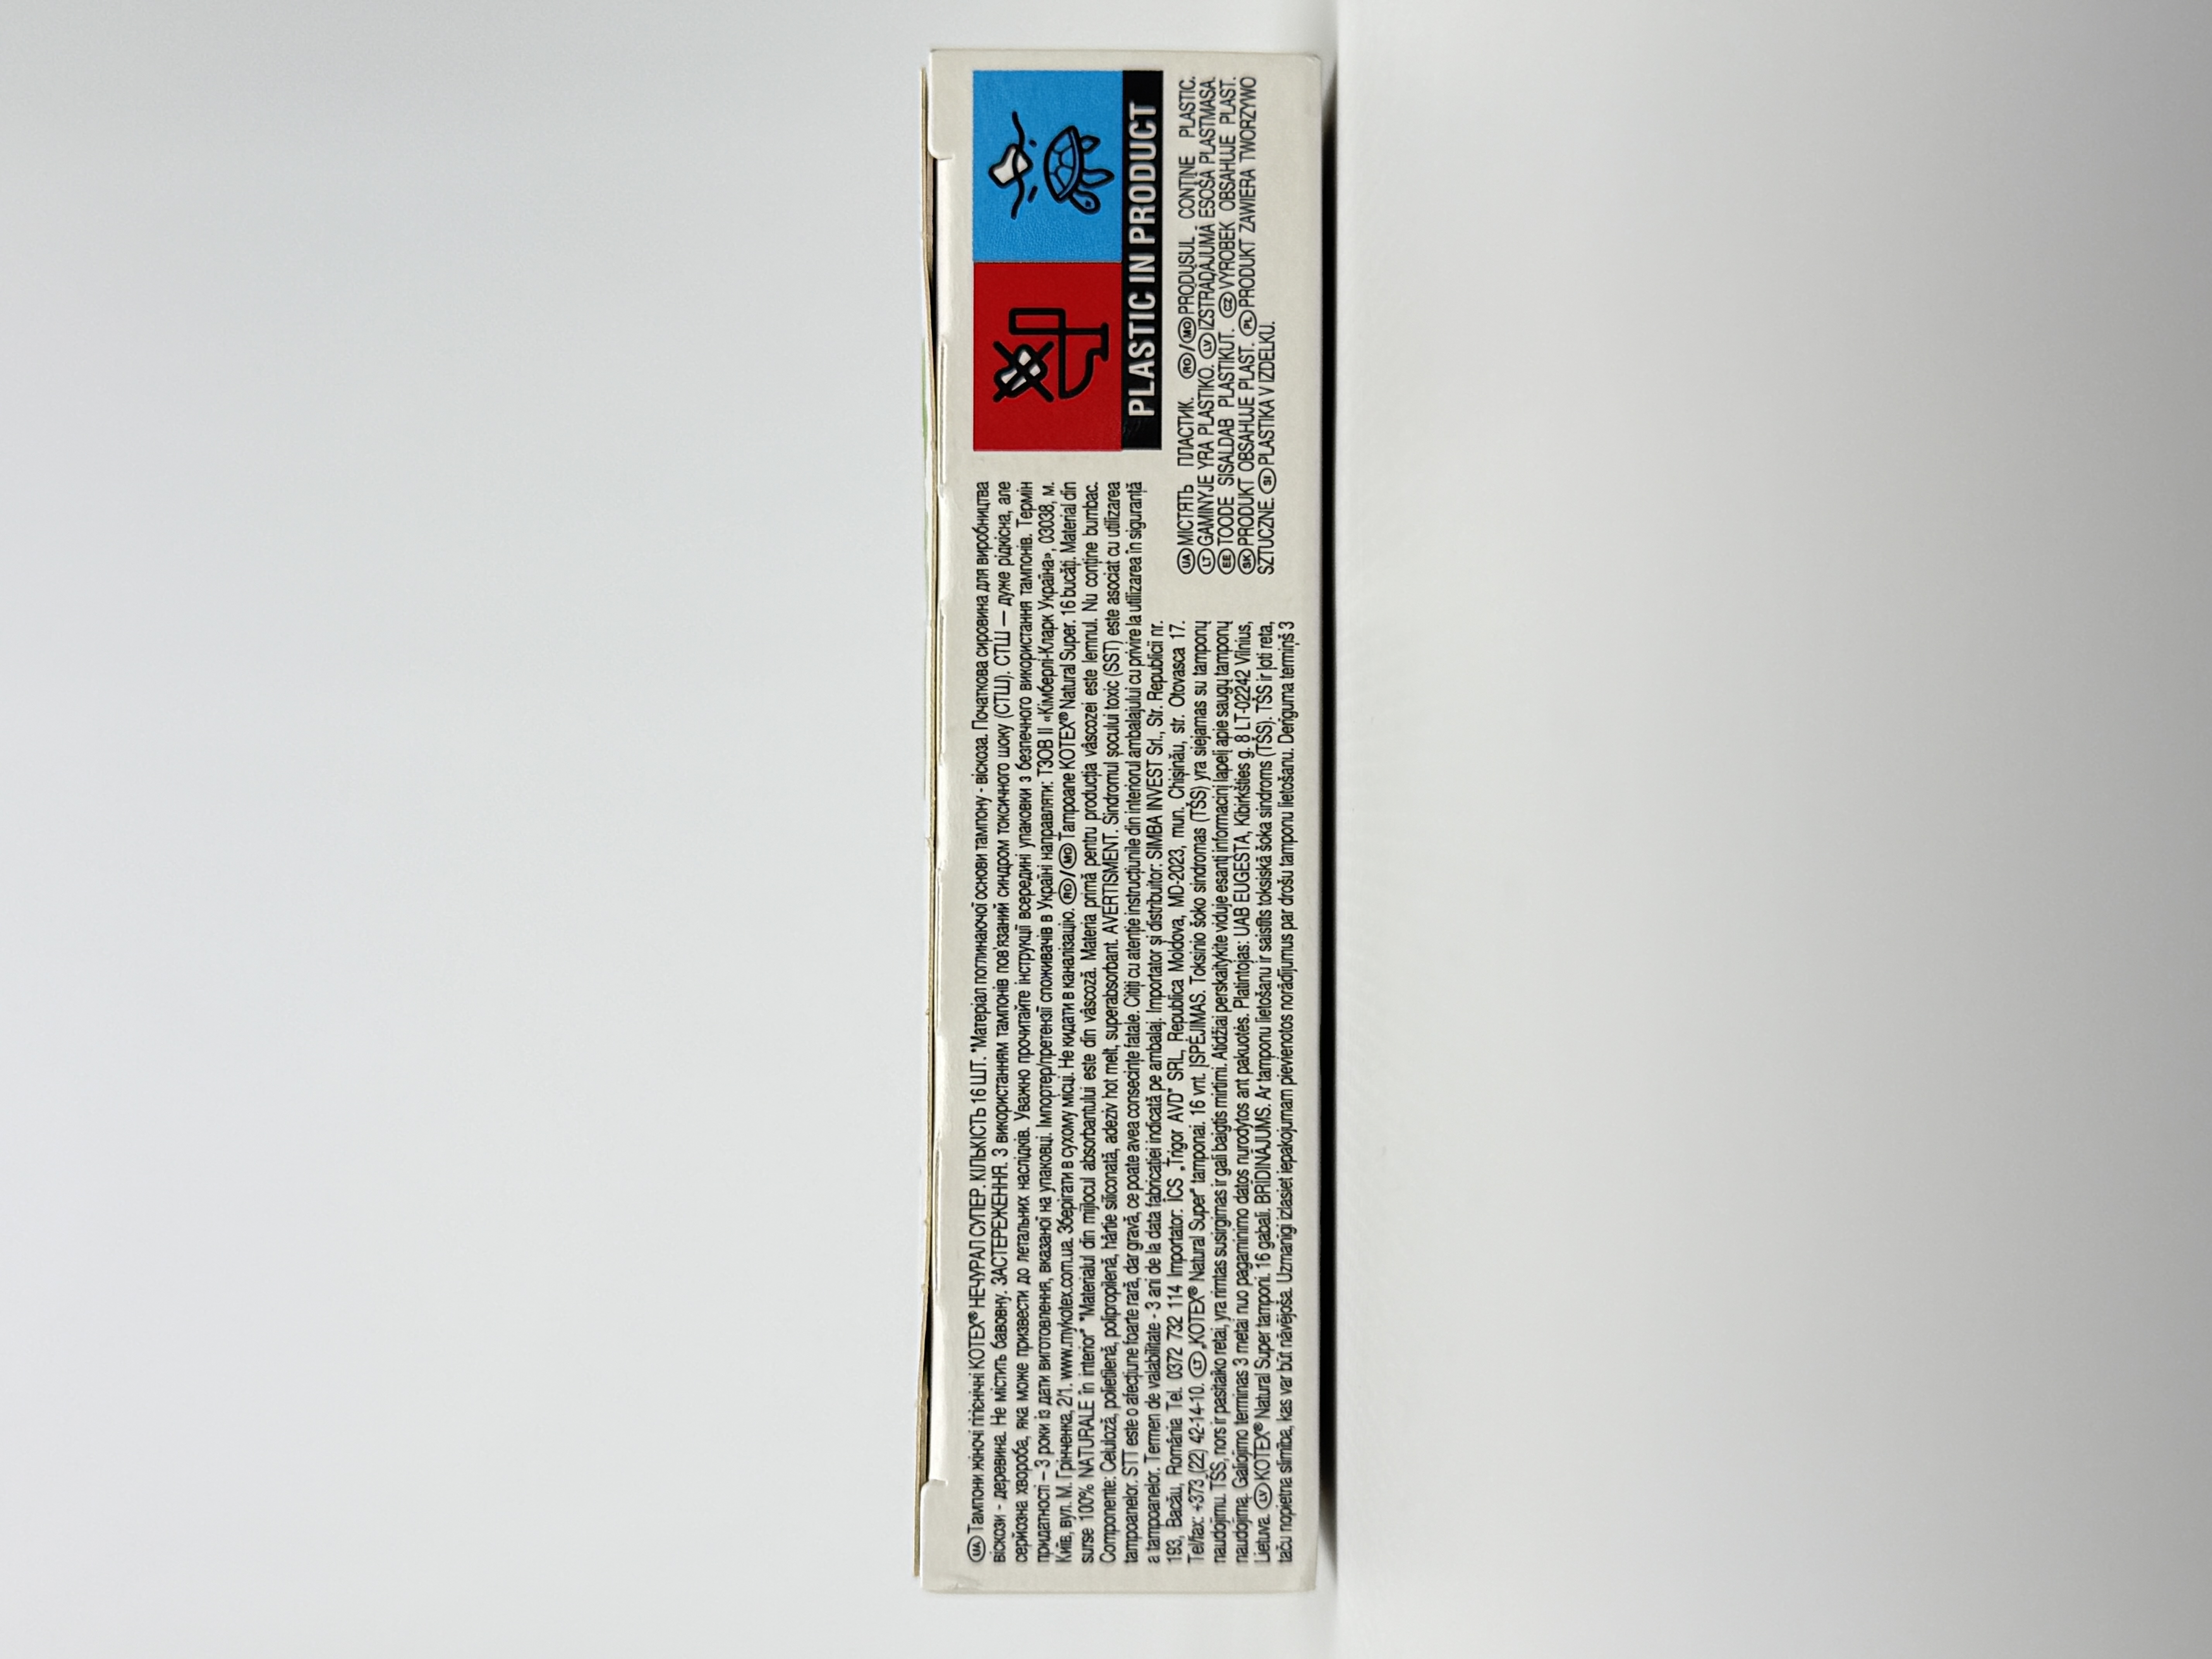 UA Тампони жіночі гігієнічні KOTEX® НЕЧУРАЛ СУПЕР. КІЛЬКІСТЬ 16 ШТ. *Матеріал поглинаючої основи тампону - віскоза. Початкова сировина для виробництва
віскози - деревина. Не містить бавовну. ЗАСТЕРЕЖЕННЯ. З використанням тампонів пов'язаний синдром токсичного шоку (СТШ). СТШ — дуже рідкісна, але
серйозна хвороба, яка може призвести до летальних наслідків. Уважно прочитайте інструкції всередині упаковки з безпечного використання тампонів. Термін
придатності – 3 роки із дати виготовлення, вказаної на упаковці. Імпортер/претензії споживачів в Україні направляти: ТЗОВ ІІ «Кімберлі-Кларк Україна», 03038, м.
Київ, вул. М. Грінченка, 2/1. www.mykotex.com.ua. Зберігати в сухому місці. Не кидати в каналізацію. RO/MD Tampoane KOTEX® Natural Super. 16 bucăți. Material din
surse 100% NATURALE în interior* *Materialul din mijlocul absorbantului este din vâscoză. Materia primă pentru producția vâscozei este lemnul. Nu conține bumbac.
Componente: Celuloză, polietilenă, polipropilenă, hârtie siliconată, adeziv hot melt, superabsorbant. AVERTISMENT. Sindromul șocului toxic (SST) este asociat cu utilizarea
tampoanelor. STT este o afecțiune foarte rară, dar gravă, ce poate avea consecințe fatale. Citiți cu atenție instrucțiunile din interiorul ambalajului cu privire la utilizarea în siguranță
a tampoanelor. Termen de valabilitate - 3 ani de la data fabricației indicată pe ambalaj. Importator și distribuitor: SIMBA INVEST Srl., Str. Republicii nr.
193, Bacău, România Tel. 0372 732 114 Importator: ÎCS „Trigor AVD" SRL, Republica Moldova, MD-2023, mun. Chișinău, str. Otovasca 17.
Tel/fax: +373 (22) 42-14-10. LT „KOTEX® Natural Super" tamponai. 16 vnt. ĮSPĖJIMAS. Toksinio šoko sindromas (TŠS) yra siejamas su tamponų
naudojimu. TŠS, nors ir pasitaiko retai, yra rimtas susirgimas ir gali baigtis mirtimi. Atidžiai perskaitykite viduje esantį informacinį lapelį apie saugų tamponų
naudojimą. Galiojimo terminas 3 metai nuo pagaminimo datos nurodytos ant pakuotės. Platintojas: UAB EUGESTA, Kibirkšties g. 8 LT-02242 Vilnius,
Lietuva. LV KOTEX® Natural Super tamponi. 16 gabali. BRĪDINĀJUMS. Ar tamponu lietošanu ir saistīts toksiskā šoka sindroms (TŠS). TSS ir ļoti reta,
taču nopietna slimība, kas var būt nāvējoša. Uzmanīgi izlasiet iepakojumam pievienotos norādījumus par drošu tamponu lietošanu. Derīguma termiņš 3
PLASTIC IN PRODUCT
UA МІСТЯТЬ ПЛАСТИК. RO/MD PRODUSUL CONȚINE PLASTIC.
LT GAMINYJE YRA PLASTIKO. LV IZSTRĀDĀJUMĀ ESOŠA PLASTMASA.
EE TOODE SISALDAB PLASTIKUT. CZ VÝROBEK OBSAHUJE PLAST.
SK PRODUKT OBSAHUJE PLAST. PL PRODUKT ZAWIERA TWORZYWO
SZTUCZNE. SI PLASTIKA V IZDELKU.